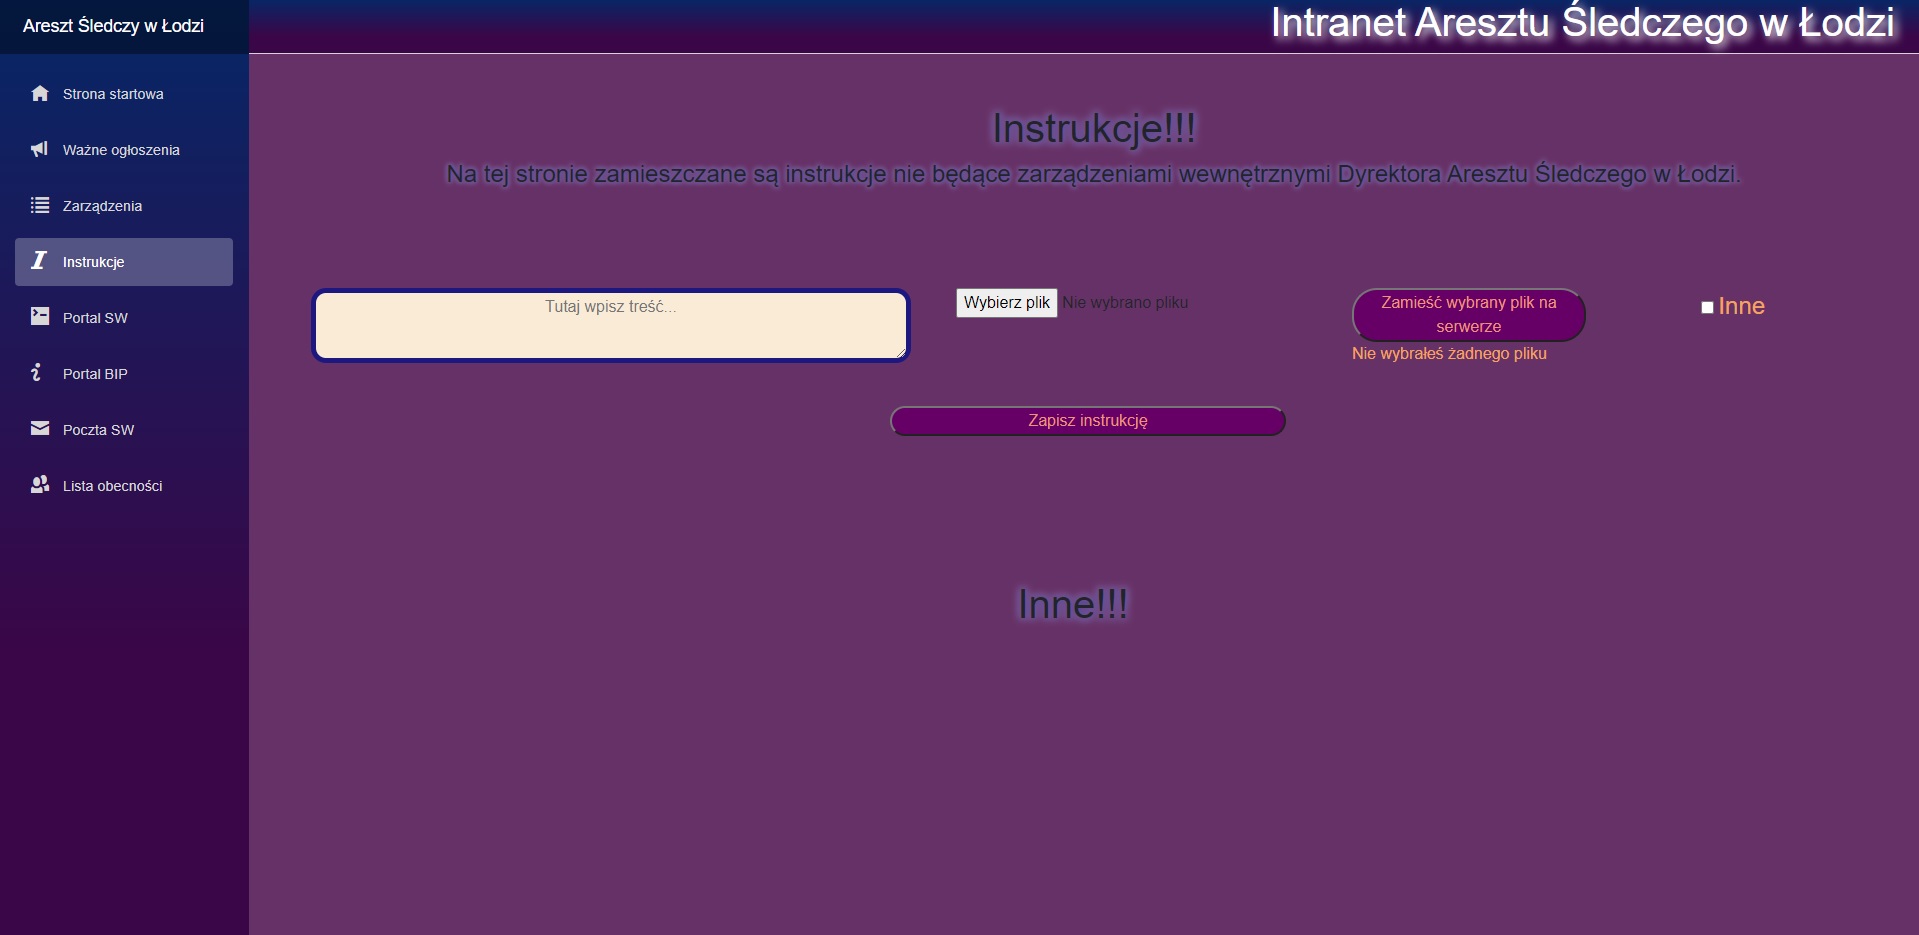 Areszt Śledczy w Łodzi
Intranet Aresztu Śledczego w Łodzi
Strona startowa
Ważne ogłoszenia
Zarządzenia
Instrukcje
Portal SW
Portal BIP
Poczta SW
Lista obecności
Instrukcje!!!
Na tej stronie zamieszczane są instrukcje nie będące zarządzeniami wewnętrznymi Dyrektora Aresztu Śledczego w Łodzi.
Tutaj wpisz treść...
Wybierz plik Nie wybrano pliku
Zamieść wybrany plik na
serwerze
Nie wybrałeś żadnego pliku
Inne
Zapisz instrukcję
Inne!!!